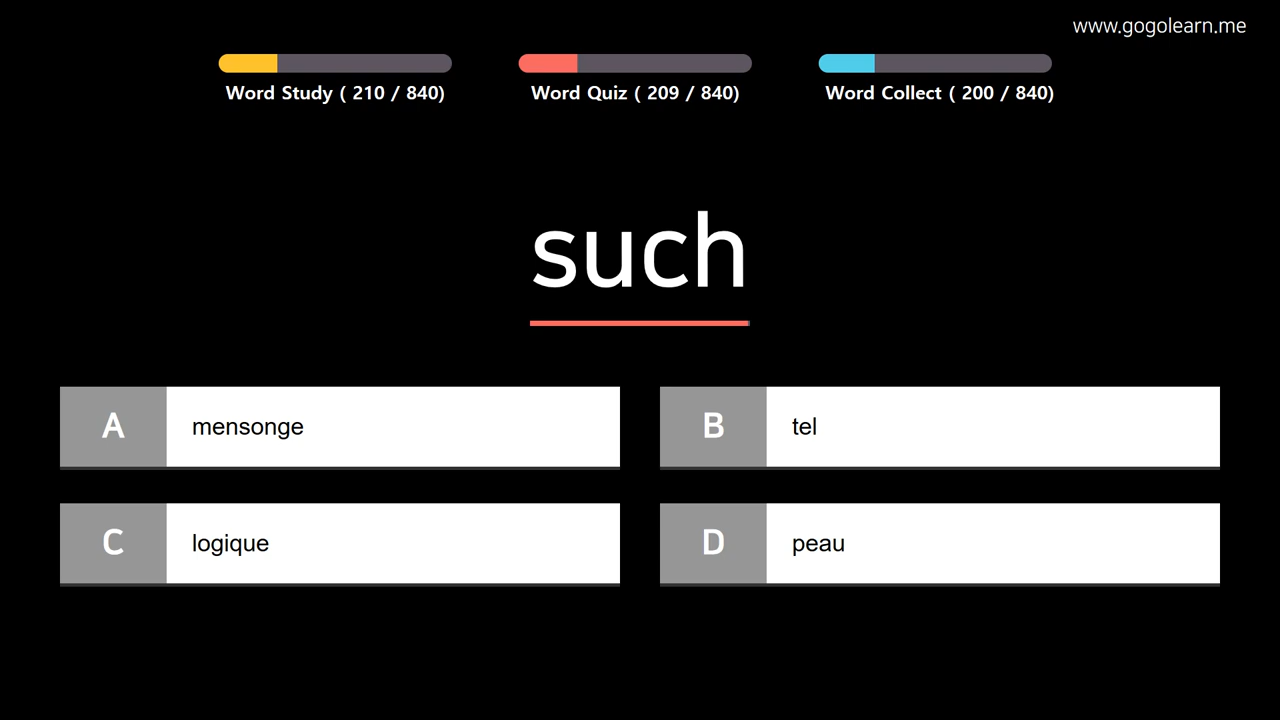 www.gogolearn.me
Word Study ( 210 / 840)
Word Quiz ( 209 / 840)
Word Collect ( 200 / 840)
such
A mensonge
B tel
C logique
D peau